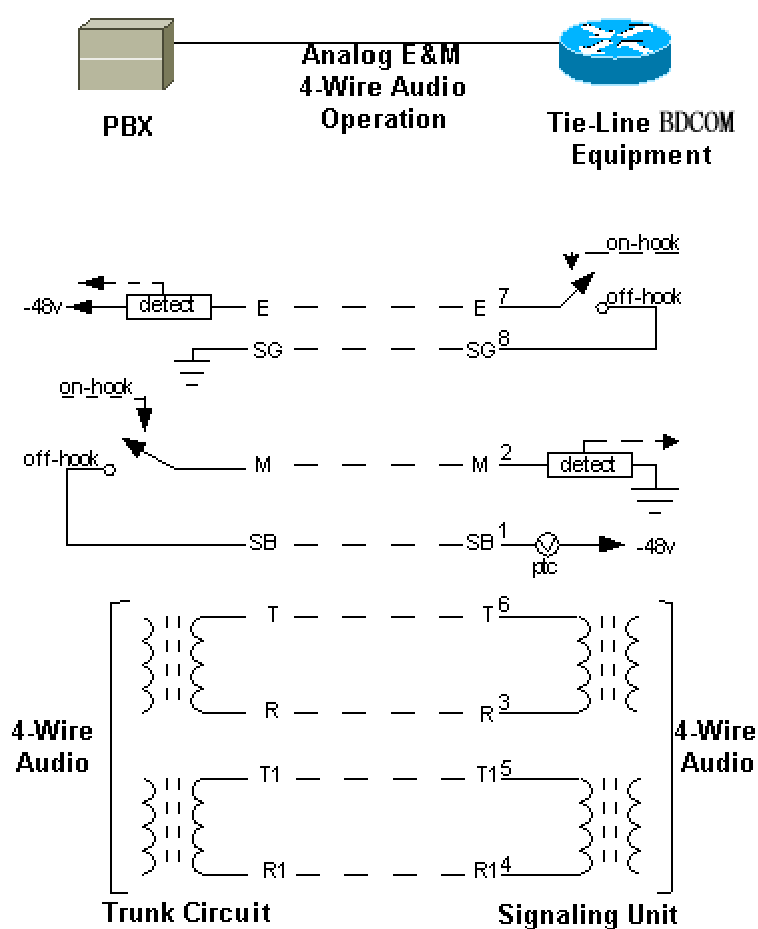 Analog E&M
4-Wire Audio
Operation
PBX
Tie-Line BDCOM
Equipment
on-hook
-48v
detect
E
E
7
off-hook
SG
SG
8
on-hook
off-hook
M
M
2
detect
SB
SB
1
-48v
ptc
T
T
6
R
R
3
4-Wire
Audio
4-Wire
Audio
T1
T1
5
R1
R1
4
Trunk Circuit
Signaling Unit